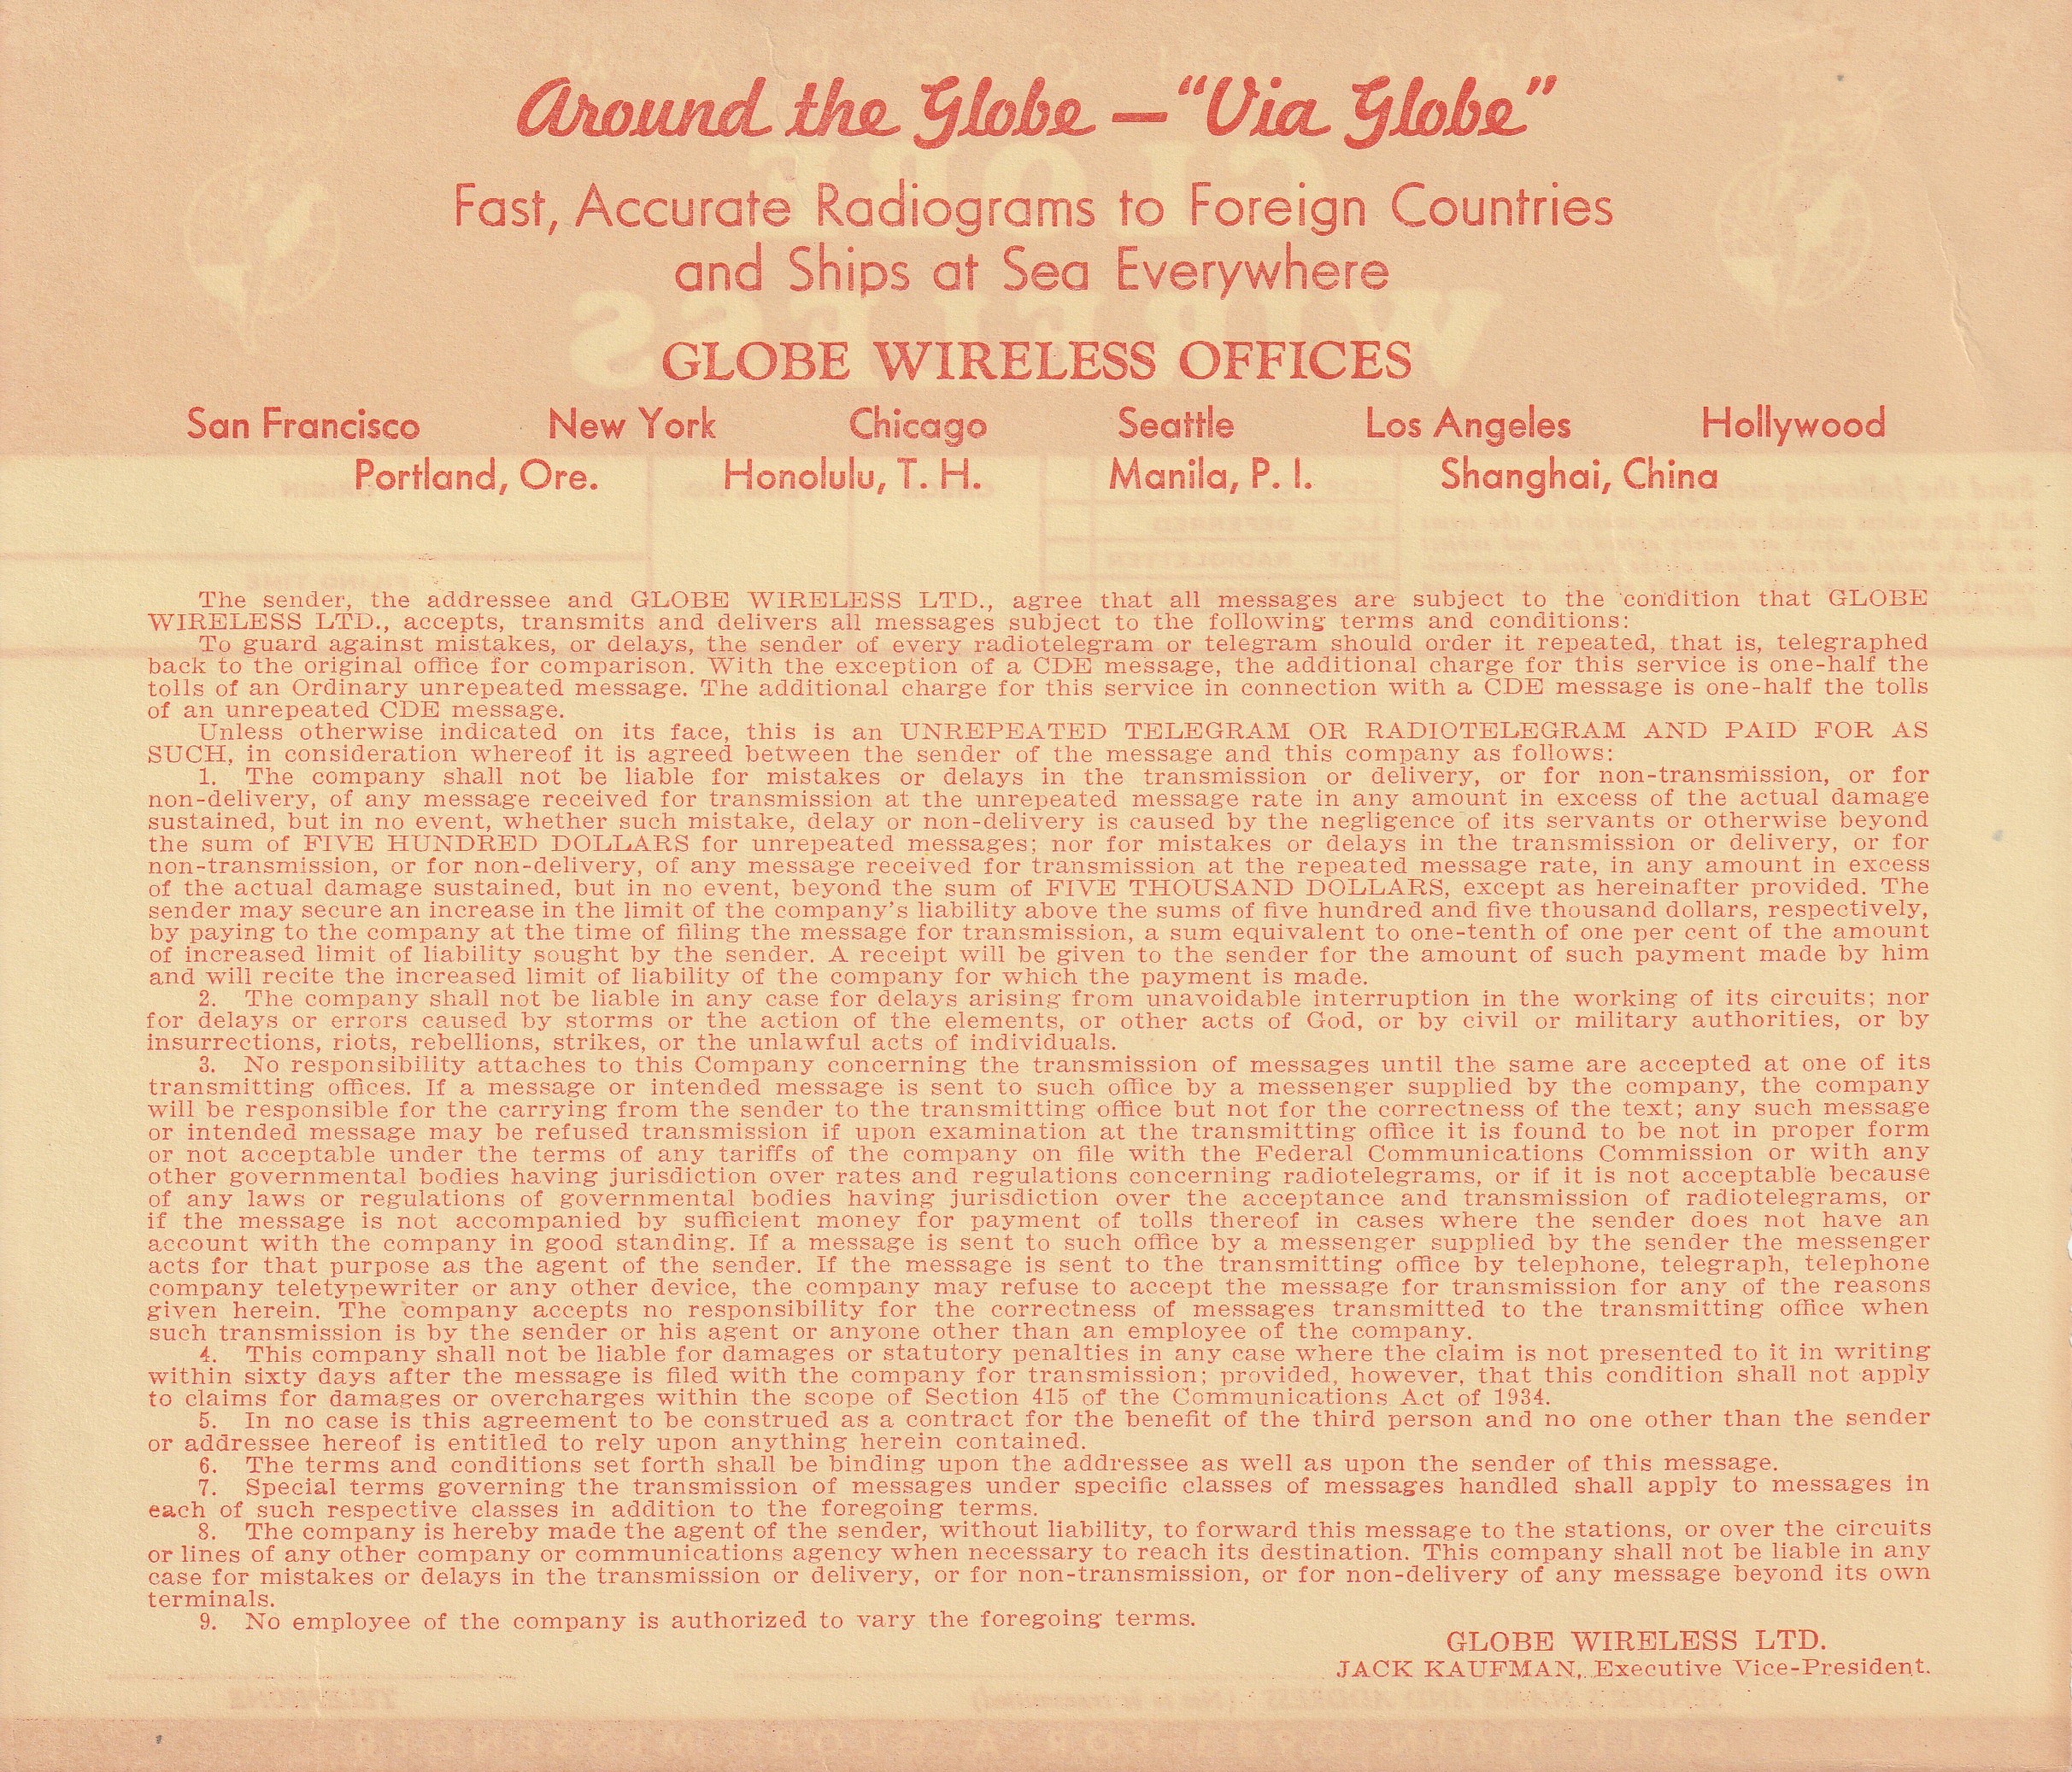 Around the Globe — "Via Globe"
Fast, Accurate Radiograms to Foreign Countries
and Ships at Sea Everywhere
GLOBE WIRELESS OFFICES
San Francisco New York Chicago Seattle Los Angeles Hollywood
Portland, Ore. Honolulu, T. H. Manila, P. I. Shanghai, China
The sender, the addressee and GLOBE WIRELESS LTD., agree that all messages are subject to the condition that GLOBE
WIRELESS LTD., accepts, transmits and delivers all messages subject to the following terms and conditions:
To guard against mistakes, or delays, the sender of every radiotelegram or telegram should order it repeated, that is, telegraphed
back to the original office for comparison. With the exception of a CDE message, the additional charge for this service is one-half the
tolls of an Ordinary unrepeated message. The additional charge for this service in connection with a CDE message is one-half the tolls
of an unrepeated CDE message.
Unless otherwise indicated on its face, this is an UNREPEATED TELEGRAM OR RADIOTELEGRAM AND PAID FOR AS
SUCH, in consideration whereof it is agreed between the sender of the message and this company as follows:
1. The company shall not be liable for mistakes or delays in the transmission or delivery, or for non-transmission, or for
non-delivery, of any message received for transmission at the unrepeated message rate in any amount in excess of the actual damage
sustained, but in no event, whether such mistake, delay or non-delivery is caused by the negligence of its servants or otherwise beyond
the sum of FIVE HUNDRED DOLLARS for unrepeated messages; nor for mistakes or delays in the transmission or delivery, or for
non-transmission, or for non-delivery, of any message received for transmission at the repeated message rate, in any amount in excess
of the actual damage sustained, but in no event, beyond the sum of FIVE THOUSAND DOLLARS, except as hereinafter provided. The
sender may secure an increase in the limit of the company's liability above the sums of five hundred and five thousand dollars, respectively,
by paying to the company at the time of filing the message for transmission, a sum equivalent to one-tenth of one per cent of the amount
of increased limit of liability sought by the sender. A receipt will be given to the sender for the amount of such payment made by him
and will recite the increased limit of liability of the company for which the payment is made.
2. The company shall not be liable in any case for delays arising from unavoidable interruption in the working of its circuits; nor
for delays or errors caused by storms or the action of the elements, or other acts of God, or by civil or military authorities, or by
insurrections, riots, rebellions, strikes, or the unlawful acts of individuals.
3. No responsibility attaches to this Company concerning the transmission of messages until the same are accepted at one of its
transmitting offices. If a message or intended message is sent to such office by a messenger supplied by the company, the company
will be responsible for the carrying from the sender to the transmitting office but not for the correctness of the text; any such message
or intended message may be refused transmission if upon examination at the transmitting office it is found to be not in proper form
or not acceptable under the terms of any tariffs of the company on file with the Federal Communications Commission or with any
other governmental bodies having jurisdiction over rates and regulations concerning radiotelegrams, or if it is not acceptable because
of any laws or regulations of governmental bodies having jurisdiction over the acceptance and transmission of radiotelegrams, or
if the message is not accompanied by sufficient money for payment of tolls thereof in cases where the sender does not have an
account with the company in good standing. If a message is sent to such office by a messenger supplied by the sender the messenger
acts for that purpose as the agent of the sender. If the message is sent to the transmitting office by telephone, telegraph, telephone
company teletypewriter or any other device, the company may refuse to accept the message for transmission for any of the reasons
given herein. The company accepts no responsibility for the correctness of messages transmitted to the transmitting office when
such transmission is by the sender or his agent or anyone other than an employee of the company.
4. This company shall not be liable for damages or statutory penalties in any case where the claim is not presented to it in writing
within sixty days after the message is filed with the company for transmission; provided, however, that this condition shall not apply
to claims for damages or overcharges within the scope of Section 415 of the Communications Act of 1934.
5. In no case is this agreement to be construed as a contract for the benefit of the third person and no one other than the sender
or addressee hereof is entitled to rely upon anything herein contained.
6. The terms and conditions set forth shall be binding upon the addressee as well as upon the sender of this message.
7. Special terms governing the transmission of messages under specific classes of messages handled shall apply to messages in
each of such respective classes in addition to the foregoing terms.
8. The company is hereby made the agent of the sender, without liability, to forward this message to the stations, or over the circuits
or lines of any other company or communications agency when necessary to reach its destination. This company shall not be liable in any
case for mistakes or delays in the transmission or delivery, or for non-transmission, or for non-delivery of any message beyond its own
terminals.
9. No employee of the company is authorized to vary the foregoing terms.
GLOBE WIRELESS LTD.
JACK KAUFMAN, Executive Vice-President.